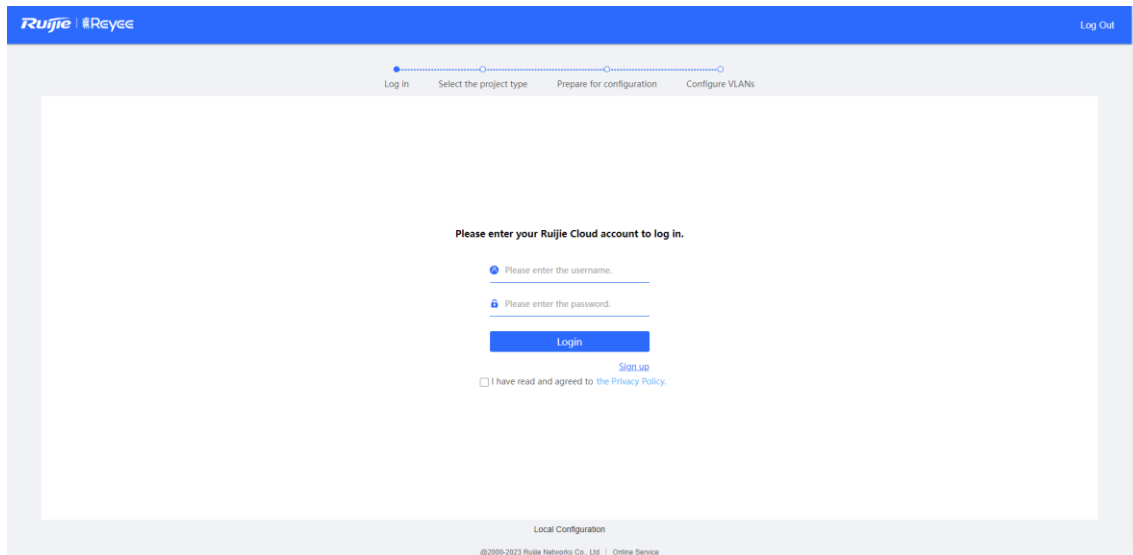 Ruijie | Reyee Log Out
Log in Select the project type Prepare for configuration Configure VLANs
Please enter your Ruijie Cloud account to log in.
Please enter the username.
Please enter the password.
Login
Sign up
I have read and agreed to the Privacy Policy.
Local Configuration
@2000-2023 Ruijie Networks Co., Ltd | Online Service